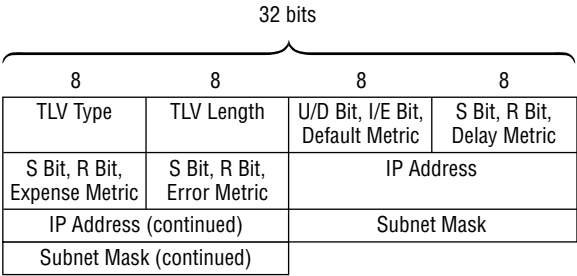 32 bits
8 8 8 8
TLV Type TLV Length U/D Bit, I/E Bit, S Bit, R Bit,
Default Metric Delay Metric
S Bit, R Bit, S Bit, R Bit, IP Address
Expense Metric Error Metric
IP Address (continued) Subnet Mask
Subnet Mask (continued)